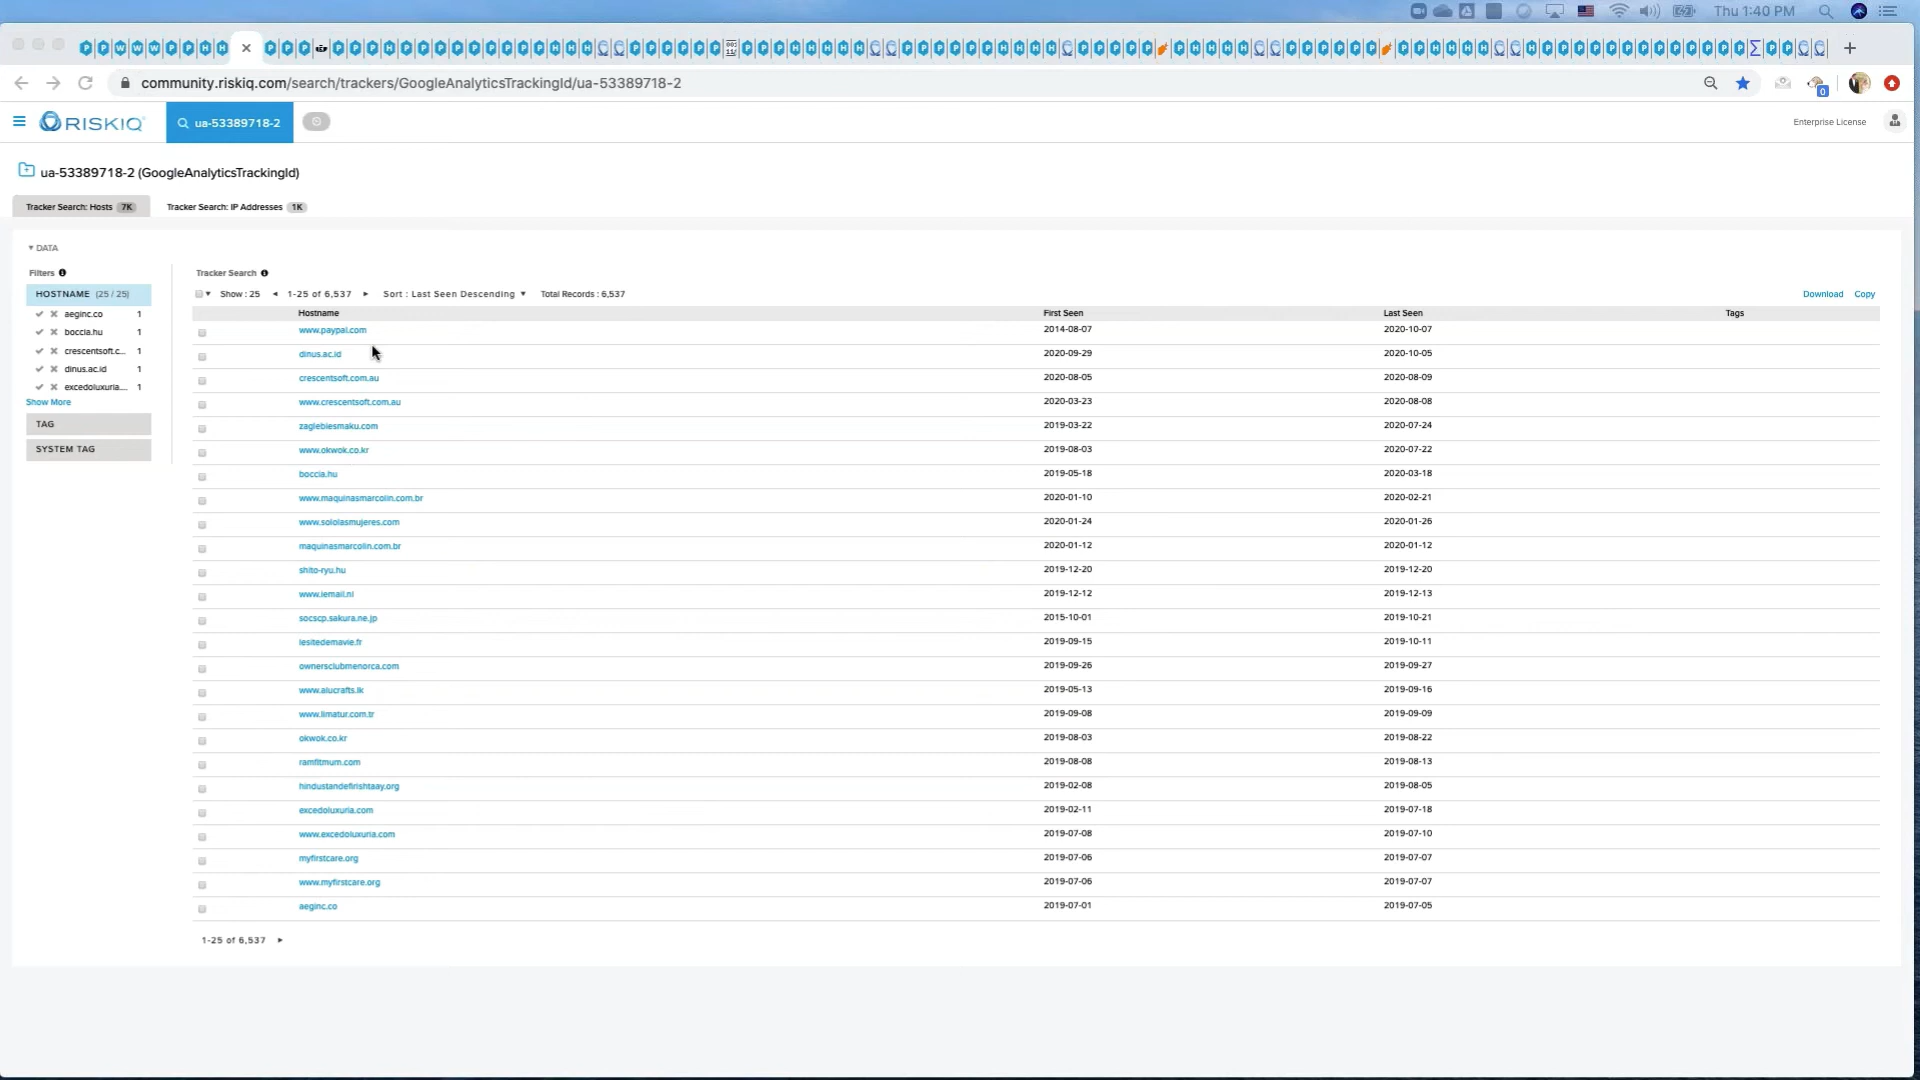 Thu 1:40 PM
community.riskiq.com/search/trackers/GoogleAnalyticsTrackingId/ua-53389718-2
0
RISKIQ
ua-53389718-2
Enterprise License
ua-53389718-2 (GoogleAnalyticsTrackingId)
Tracker Search: Hosts 7K
Tracker Search: IP Addresses 1K
▾ DATA
Filters
HOSTNAME (25 / 25)
aeginc.co 1
boccia.hu 1
crescentsoft.c... 1
dinus.ac.id 1
excedoluxuria.... 1
Show More
TAG
SYSTEM TAG
Tracker Search
Show : 25 ◂ 1-25 of 6,537 ▸ Sort : Last Seen Descending ▾ Total Records : 6,537
Download Copy
Hostname First Seen Last Seen Tags
www.paypal.com 2014-08-07 2020-10-07
dinus.ac.id 2020-09-29 2020-10-05
crescentsoft.com.au 2020-08-05 2020-08-09
www.crescentsoft.com.au 2020-03-23 2020-08-08
zaglebiesmaku.com 2019-03-22 2020-07-24
www.okwok.co.kr 2019-08-03 2020-07-22
boccia.hu 2019-05-18 2020-03-18
www.maquinasmarcolin.com.br 2020-01-10 2020-02-21
www.sololasmujeres.com 2020-01-24 2020-01-26
maquinasmarcolin.com.br 2020-01-12 2020-01-12
shito-ryu.hu 2019-12-20 2019-12-20
www.iemail.nl 2019-12-12 2019-12-13
socscp.sakura.ne.jp 2015-10-01 2019-10-21
lesitedemavie.fr 2019-09-15 2019-10-11
ownersclubmenorca.com 2019-09-26 2019-09-27
www.alucrafts.lk 2019-05-13 2019-09-16
www.limatur.com.tr 2019-09-08 2019-09-09
okwok.co.kr 2019-08-03 2019-08-22
ramfitmum.com 2019-08-08 2019-08-13
hindustandefirishtaay.org 2019-02-08 2019-08-05
excedoluxuria.com 2019-02-11 2019-07-18
www.excedoluxuria.com 2019-07-08 2019-07-10
myfirstcare.org 2019-07-06 2019-07-07
www.myfirstcare.org 2019-07-06 2019-07-07
aeginc.co 2019-07-01 2019-07-05
1-25 of 6,537 ▸